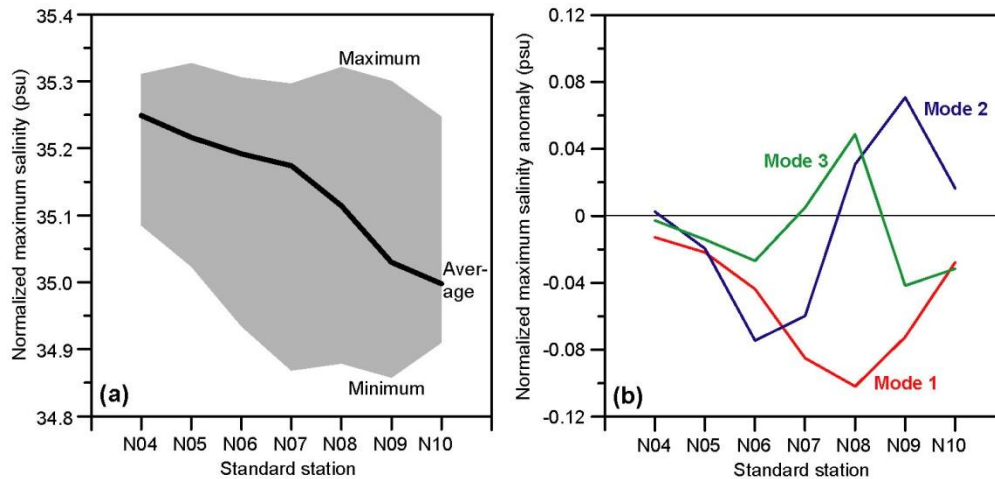 Normalized maximum salinity (psu)
35.4
35.3
35.2
35.1
35.0
34.9
34.8
Maximum
Aver-
age
Minimum
(a)
N04 N05 N06 N07 N08 N09 N10
Standard station
Normalized maximum salinity anomaly (psu)
0.12
0.08
0.04
0
-0.04
-0.08
-0.12
Mode 2
Mode 3
Mode 1
(b)
N04 N05 N06 N07 N08 N09 N10
Standard station